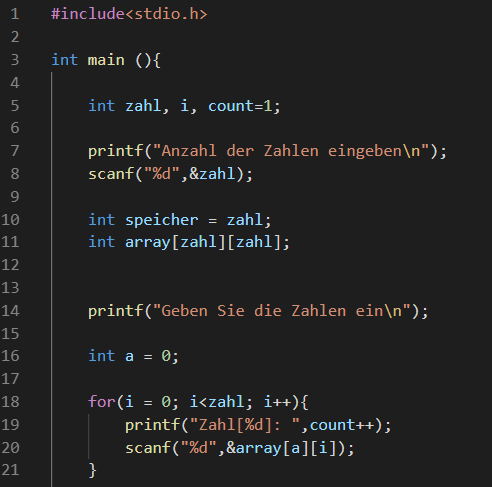 1 #include<stdio.h>
2
3 int main (){
4
5 int zahl, i, count=1;
6
7 printf("Anzahl der Zahlen eingeben\n");
8 scanf("%d",&zahl);
9
10 int speicher = zahl;
11 int array[zahl][zahl];
12
13
14 printf("Geben Sie die Zahlen ein\n");
15
16 int a = 0;
17
18 for(i = 0; i<zahl; i++){
19 printf("Zahl[%d]: ",count++);
20 scanf("%d",&array[a][i]);
21 }